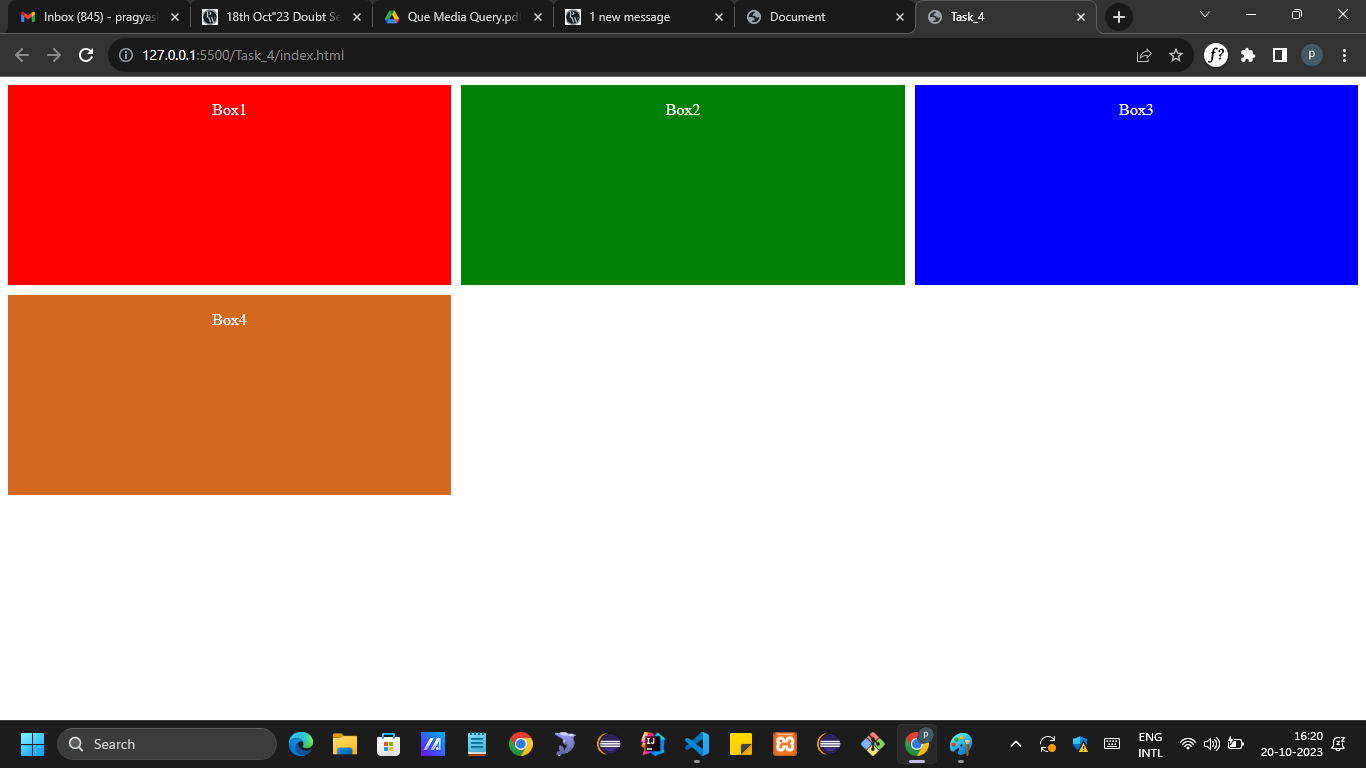 Inbox (845) - pragyas
18th Oct"23 Doubt Se
Que Media Query.pdf
1 new message
Document
Task_4
127.0.0.1:5500/Task_4/index.html
f?
P
Box1
Box2
Box3
Box4
Search
P
ENG
INTL
16:20
20-10-2023